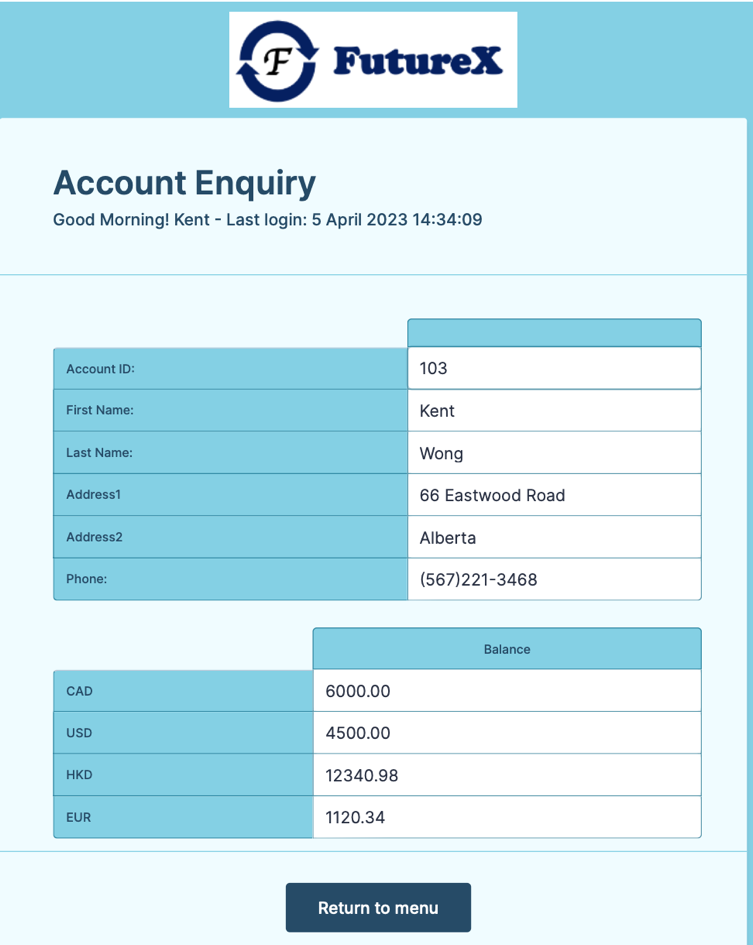 F FutureX
Account Enquiry
Good Morning! Kent - Last login: 5 April 2023 14:34:09
Account ID: 103
First Name: Kent
Last Name: Wong
Address1 66 Eastwood Road
Address2 Alberta
Phone: (567)221-3468
Balance
CAD 6000.00
USD 4500.00
HKD 12340.98
EUR 1120.34
Return to menu